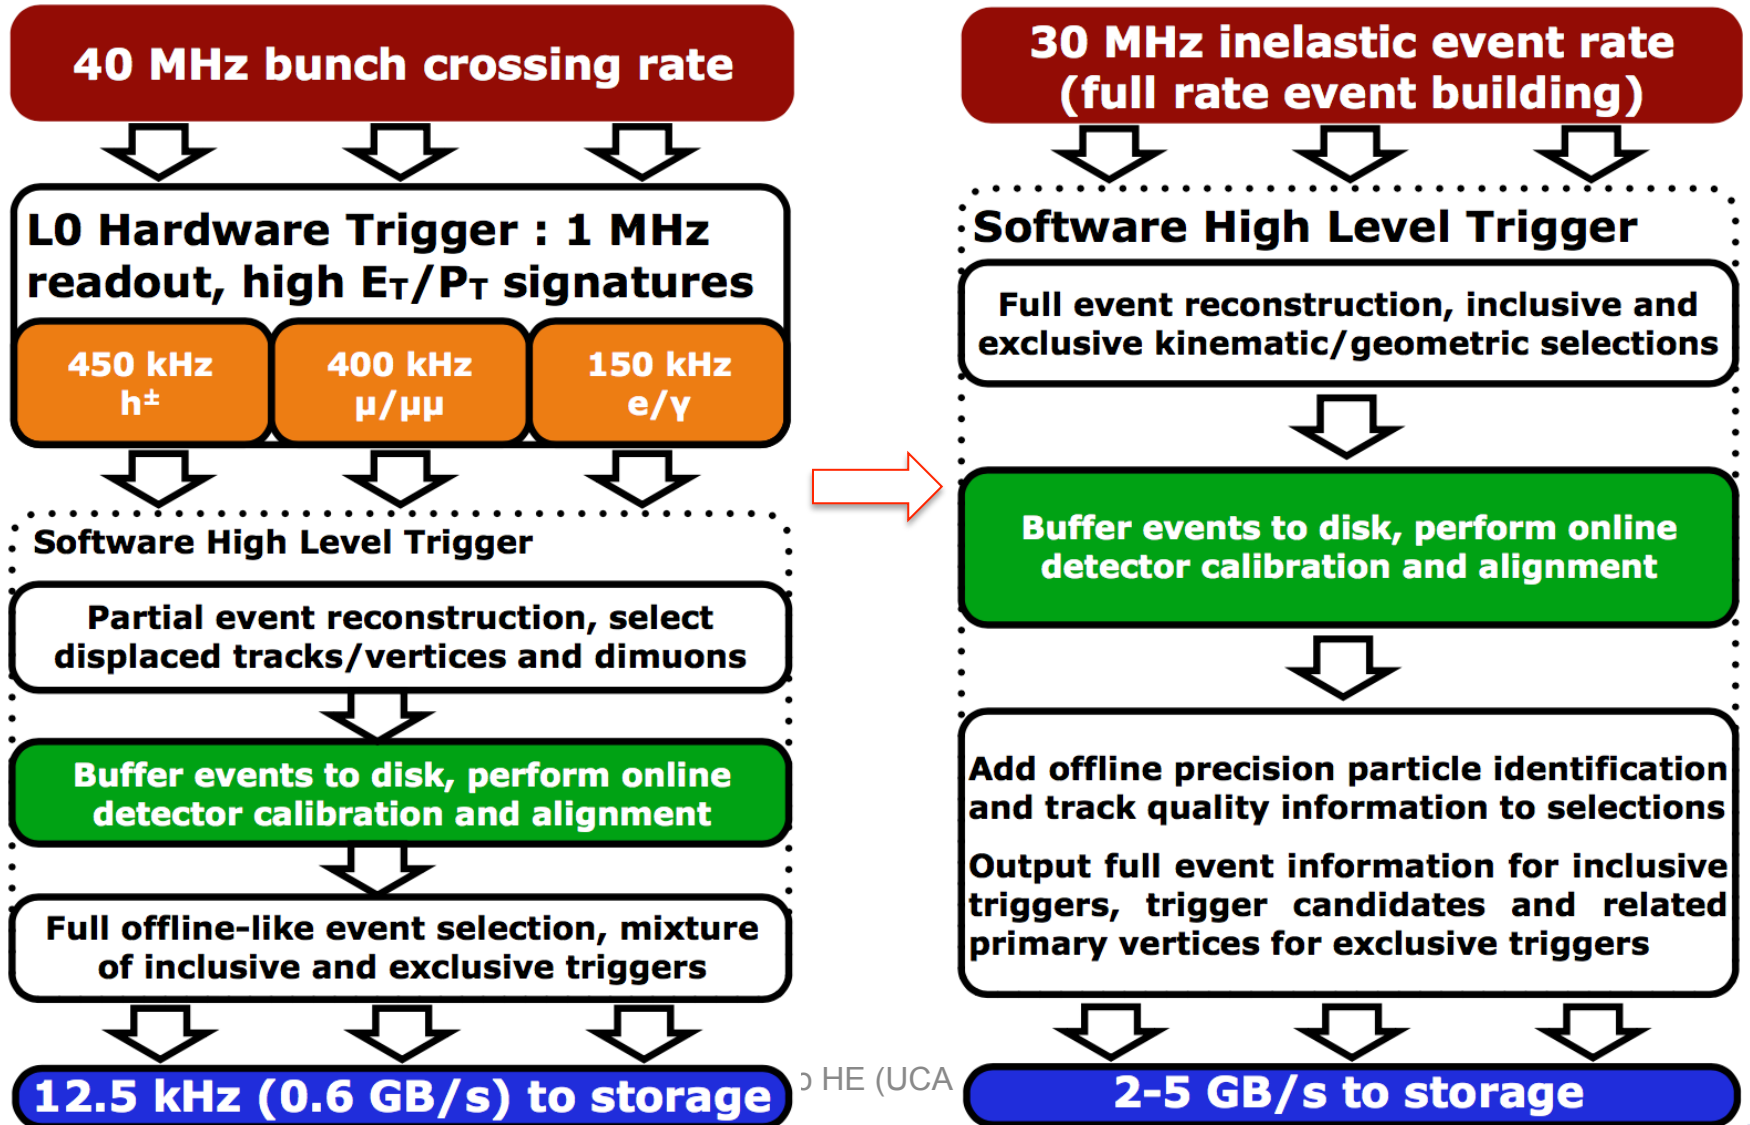 40 MHz bunch crossing rate
L0 Hardware Trigger : 1 MHz
readout, high ET/PT signatures
450 kHz
h±
400 kHz
μ/μμ
150 kHz
e/γ
Software High Level Trigger
Partial event reconstruction, select
displaced tracks/vertices and dimuons
Buffer events to disk, perform online
detector calibration and alignment
Full offline-like event selection, mixture
of inclusive and exclusive triggers
12.5 kHz (0.6 GB/s) to storage
HE (UCA
30 MHz inelastic event rate
(full rate event building)
Software High Level Trigger
Full event reconstruction, inclusive and
exclusive kinematic/geometric selections
Buffer events to disk, perform online
detector calibration and alignment
Add offline precision particle identification
and track quality information to selections
Output full event information for inclusive
triggers, trigger candidates and related
primary vertices for exclusive triggers
2-5 GB/s to storage